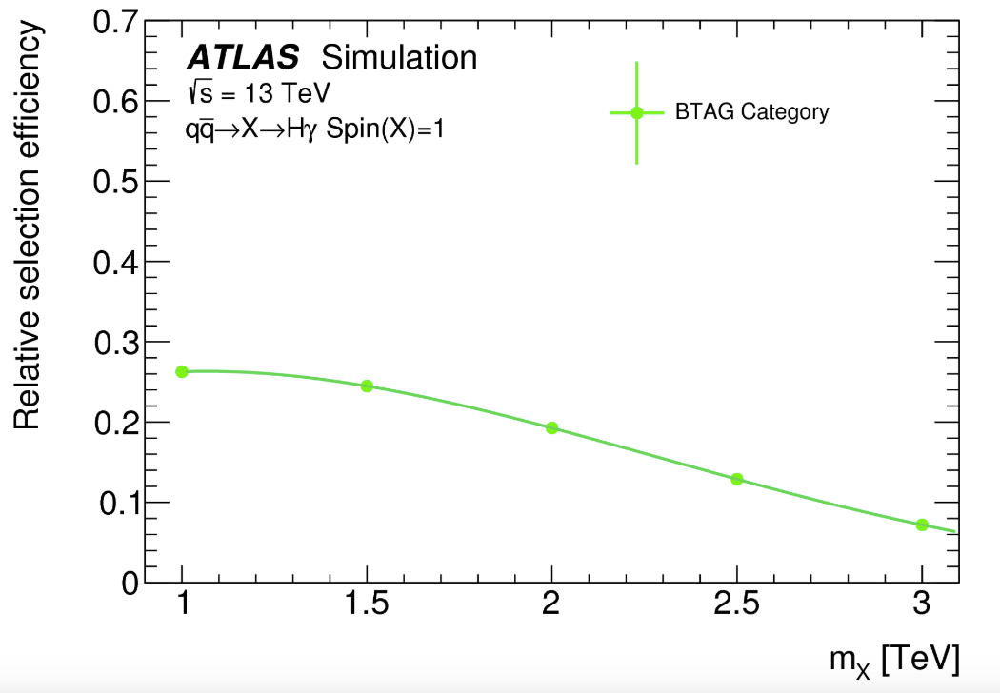 0.7
0.6
0.5
0.4
0.3
0.2
0.1
0
Relative selection efficiency
ATLAS Simulation
√s = 13 TeV
qq̄→X→Hγ Spin(X)=1
BTAG Category
1 1.5 2 2.5 3
m_X [TeV]